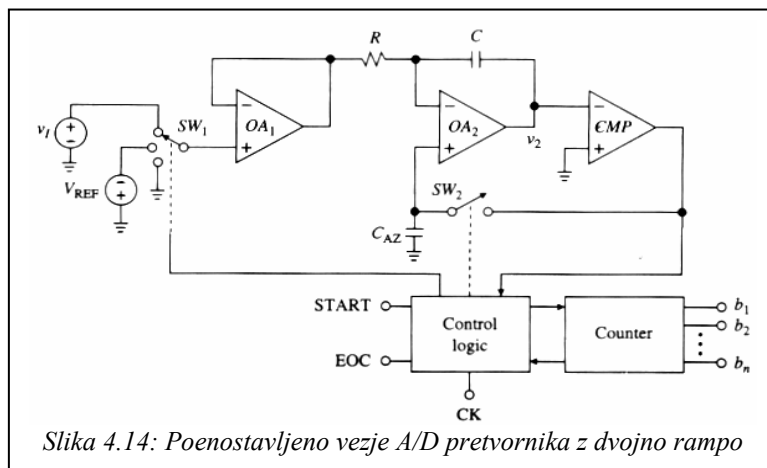 R
C
v_I
SW_1
OA_1
OA_2
v_2
CMP
V_REF
SW_2
C_AZ
START
EOC
Control
logic
CK
Counter
b_1
b_2
b_n
Slika 4.14: Poenostavljeno vezje A/D pretvornika z dvojno rampo